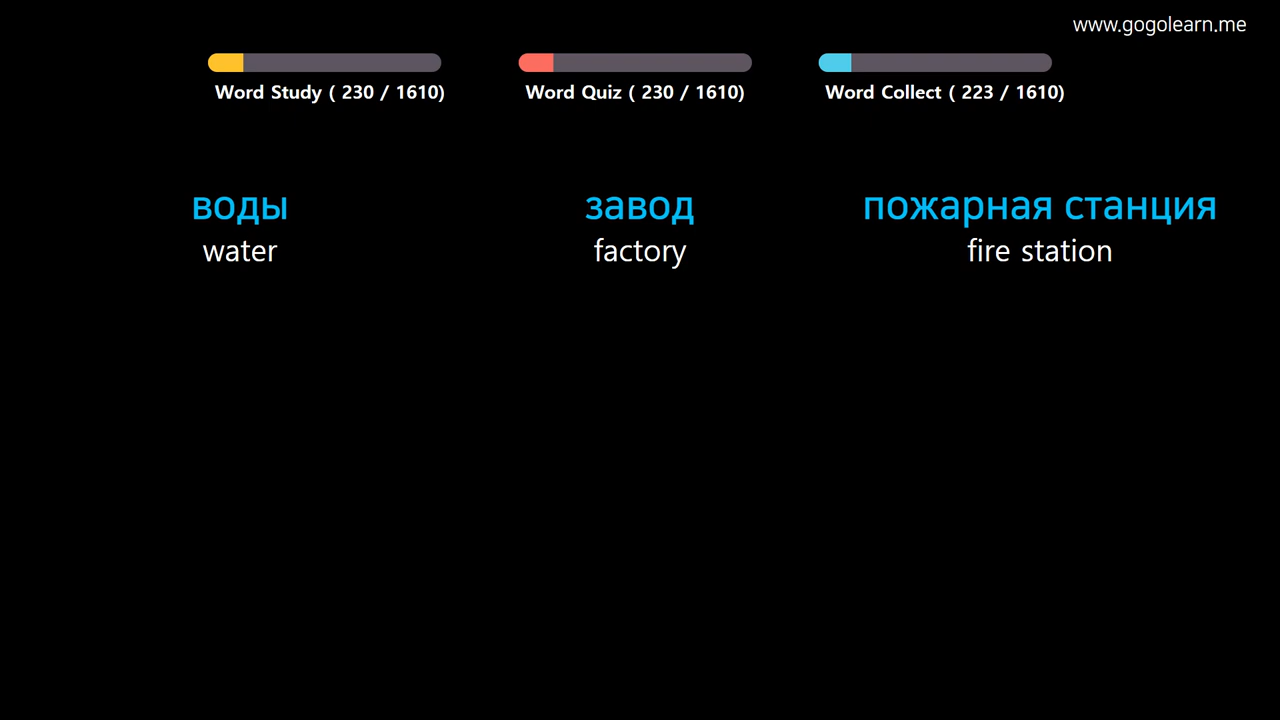 www.gogolearn.me
Word Study ( 230 / 1610)
Word Quiz ( 230 / 1610)
Word Collect ( 223 / 1610)
воды
water
завод
factory
пожарная станция
fire station